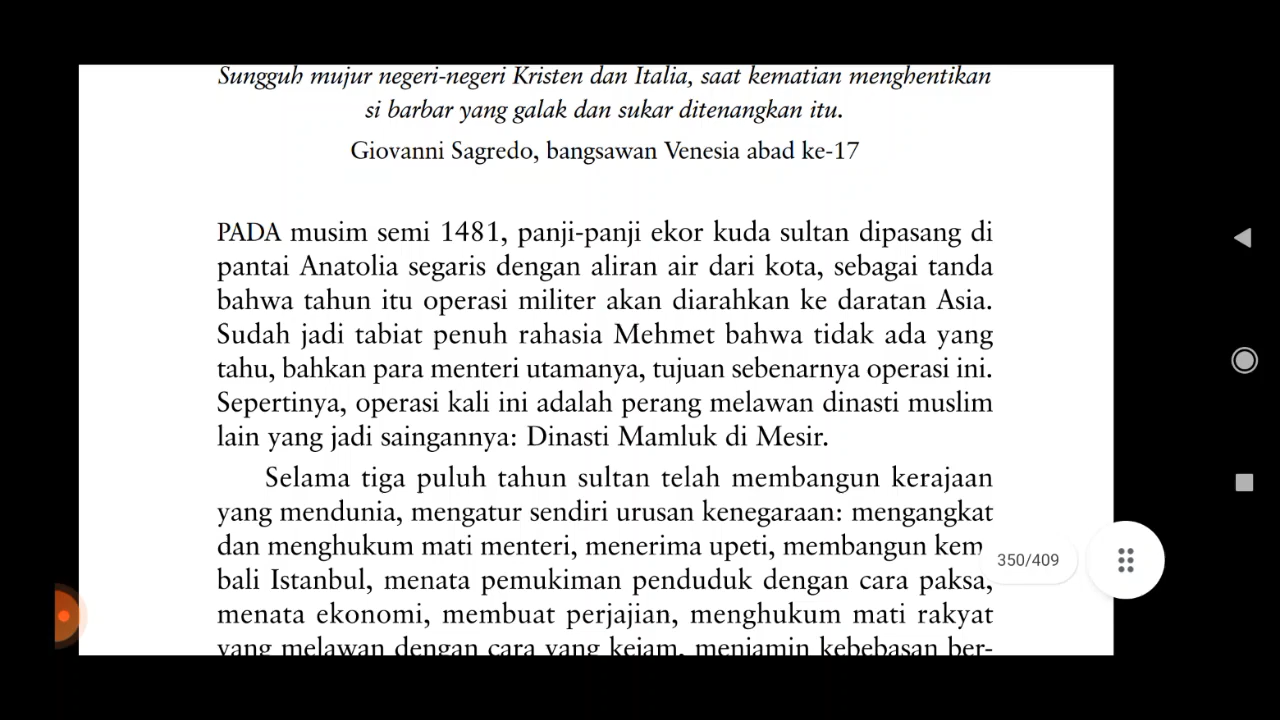 Sungguh mujur negeri-negeri Kristen dan Italia, saat kematian menghentikan
si barbar yang galak dan sukar ditenangkan itu.
Giovanni Sagredo, bangsawan Venesia abad ke-17
PADA musim semi 1481, panji-panji ekor kuda sultan dipasang di
pantai Anatolia segaris dengan aliran air dari kota, sebagai tanda
bahwa tahun itu operasi militer akan diarahkan ke daratan Asia.
Sudah jadi tabiat penuh rahasia Mehmet bahwa tidak ada yang
tahu, bahkan para menteri utamanya, tujuan sebenarnya operasi ini.
Sepertinya, operasi kali ini adalah perang melawan dinasti muslim
lain yang jadi saingannya: Dinasti Mamluk di Mesir.
Selama tiga puluh tahun sultan telah membangun kerajaan
yang mendunia, mengatur sendiri urusan kenegaraan: mengangkat
dan menghukum mati menteri, menerima upeti, membangun kem
bali Istanbul, menata pemukiman penduduk dengan cara paksa,
menata ekonomi, membuat perjajian, menghukum mati rakyat
yang melawan dengan cara yang kejam, menjamin kebebasan ber-
350/409